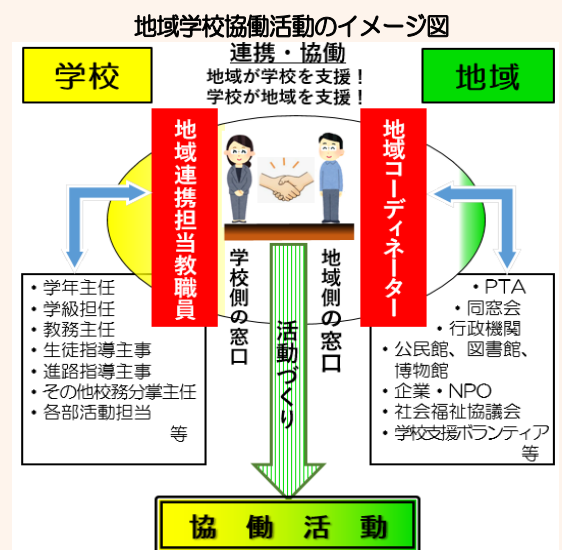 地域学校協働活動のイメージ図
学校
連携・協働
地域が学校を支援！
学校が地域を支援！
地域
地域連携担当教職員
地域コーディネーター
学校側の窓口
地域側の窓口
活動づくり
・学年主任
・学級担任
・教務主任
・生徒指導主事
・進路指導主事
・その他校務分掌主任
・各部活動担当
等
・PTA
・同窓会
・行政機関
・公民館、図書館、
博物館
・企業・NPO
・社会福祉協議会
・学校支援ボランティア
等
協働活動